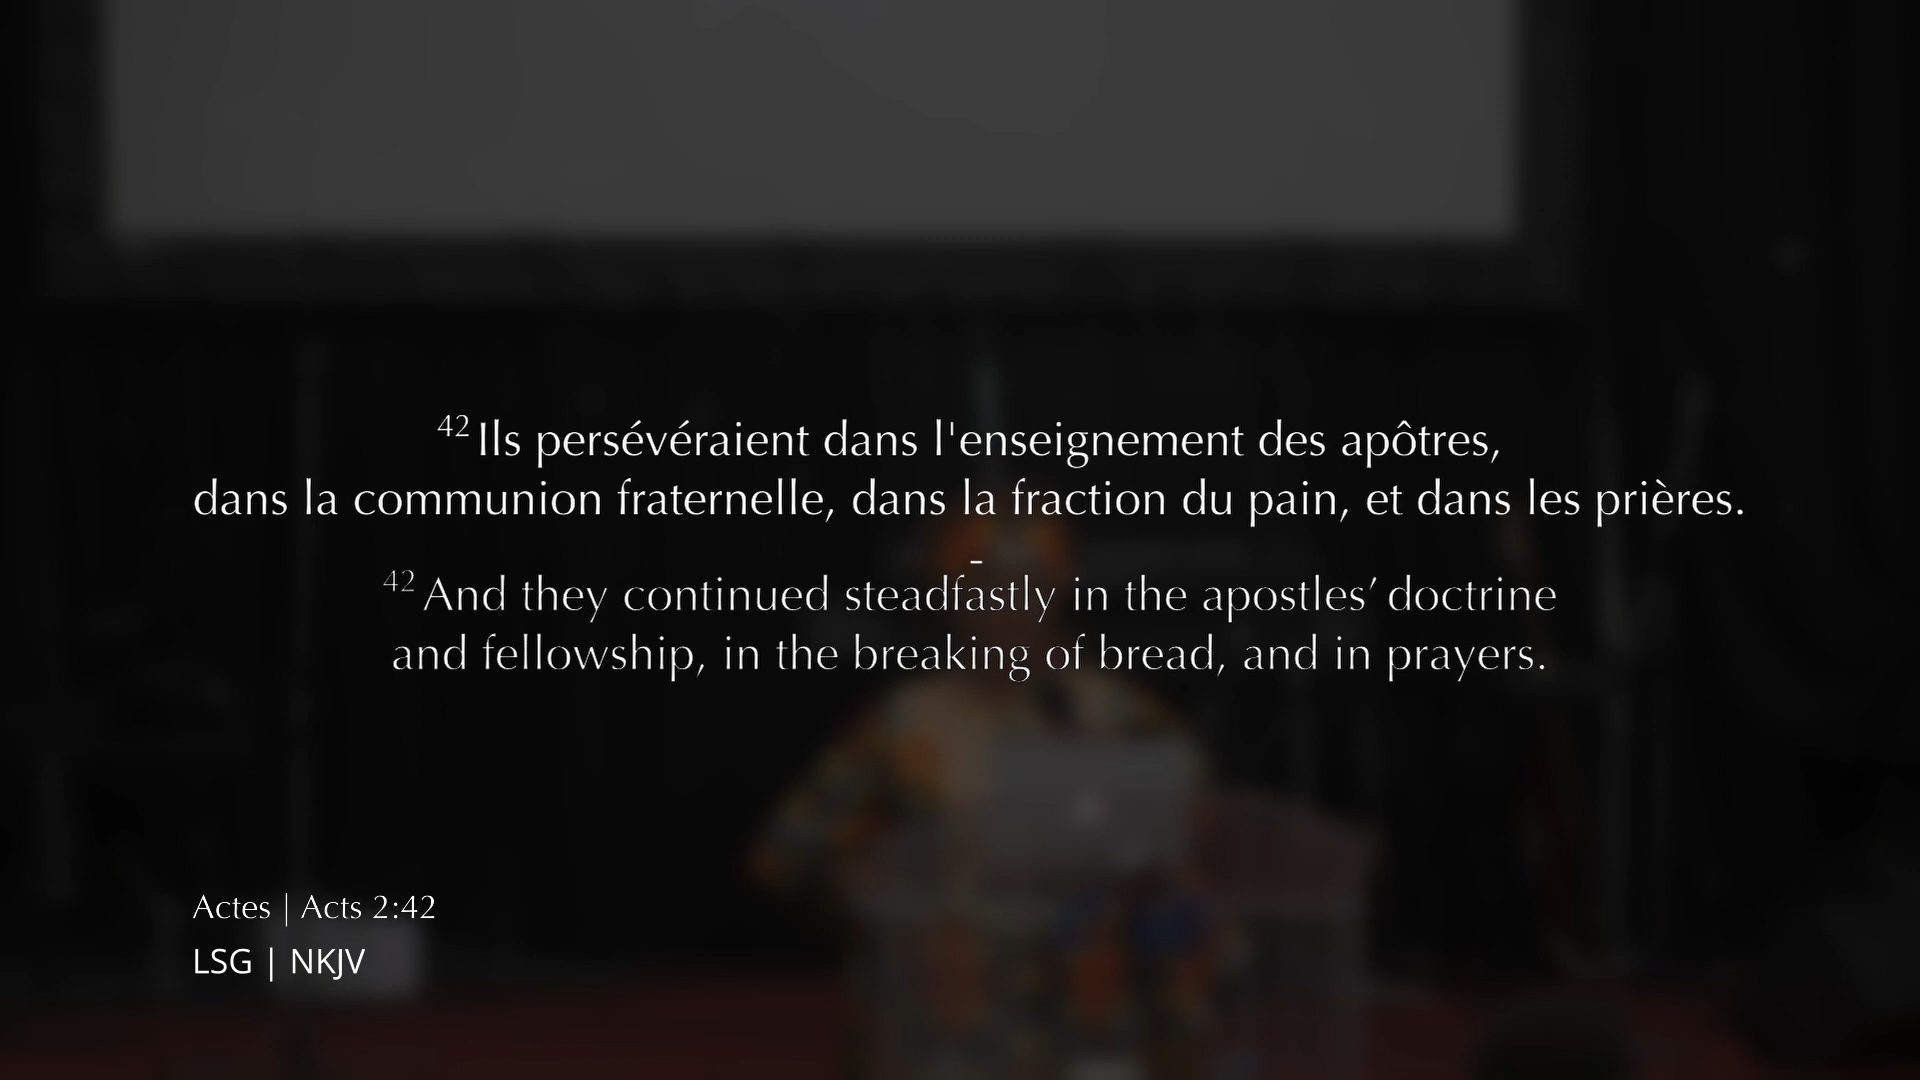 42 Ils persévéraient dans l'enseignement des apôtres,
dans la communion fraternelle, dans la fraction du pain, et dans les prières.
-
42 And they continued steadfastly in the apostles’ doctrine
and fellowship, in the breaking of bread, and in prayers.
Actes | Acts 2:42
LSG | NKJV